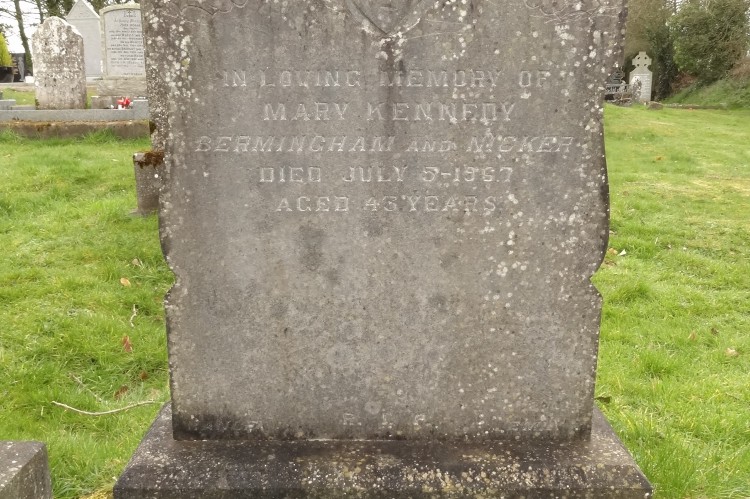 IN LOVING MEMORY OF
MARY KENNEDY
BERMINGHAM AND NICKER
DIED JULY 5-1967
AGED 43 YEARS